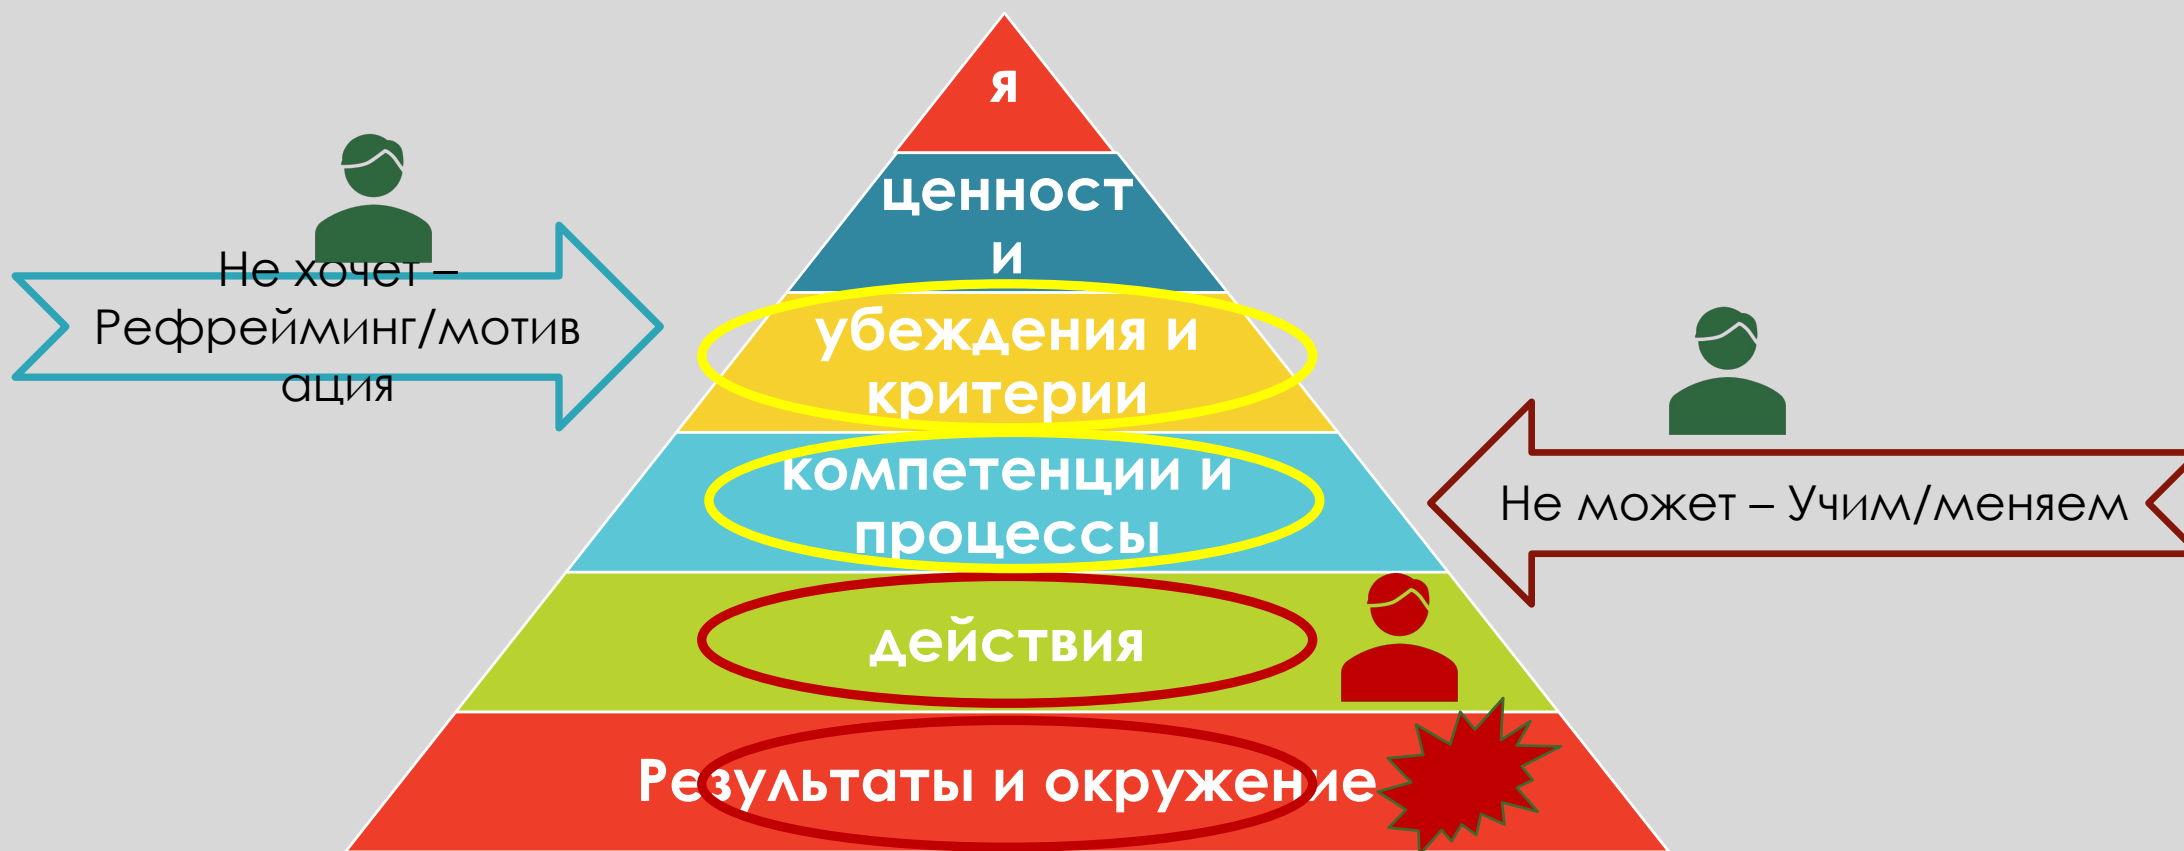 я
ценност
и
Не хочет –
Рефрейминг/мотив
ация
убеждения и
критерии
компетенции и
процессы
Не может – Учим/меняем
действия
Результаты и окружение